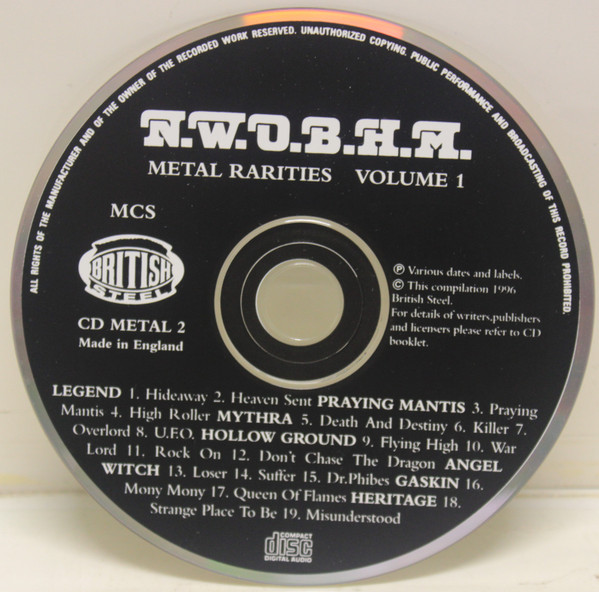 ALL RIGHTS OF THE MANUFACTURER AND OF THE OWNER OF THE RECORDED WORK RESERVED. UNAUTHORIZED COPYING. PUBLIC PERFORMANCE AND BROADCASTING OF THIS RECORD PROHIBITED.
N.W.O.B.H.M.
METAL RARITIES VOLUME 1
MCS
BRITISH
STEEL
CD METAL 2
Made in England
℗ Various dates and labels.
© This compilation 1996
British Steel.
For details of writers,publishers
and licensers please refer to CD
booklet.
LEGEND 1. Hideaway 2. Heaven Sent PRAYING MANTIS 3. Praying
Mantis 4. High Roller MYTHRA 5. Death And Destiny 6. Killer 7.
Overlord 8. U.F.O. HOLLOW GROUND 9. Flying High 10. War
Lord 11. Rock On 12. Don't Chase The Dragon ANGEL
WITCH 13. Loser 14. Suffer 15. Dr.Phibes GASKIN 16.
Mony Mony 17. Queen Of Flames HERITAGE 18.
Strange Place To Be 19. Misunderstood
COMPACT
disc
DIGITAL AUDIO